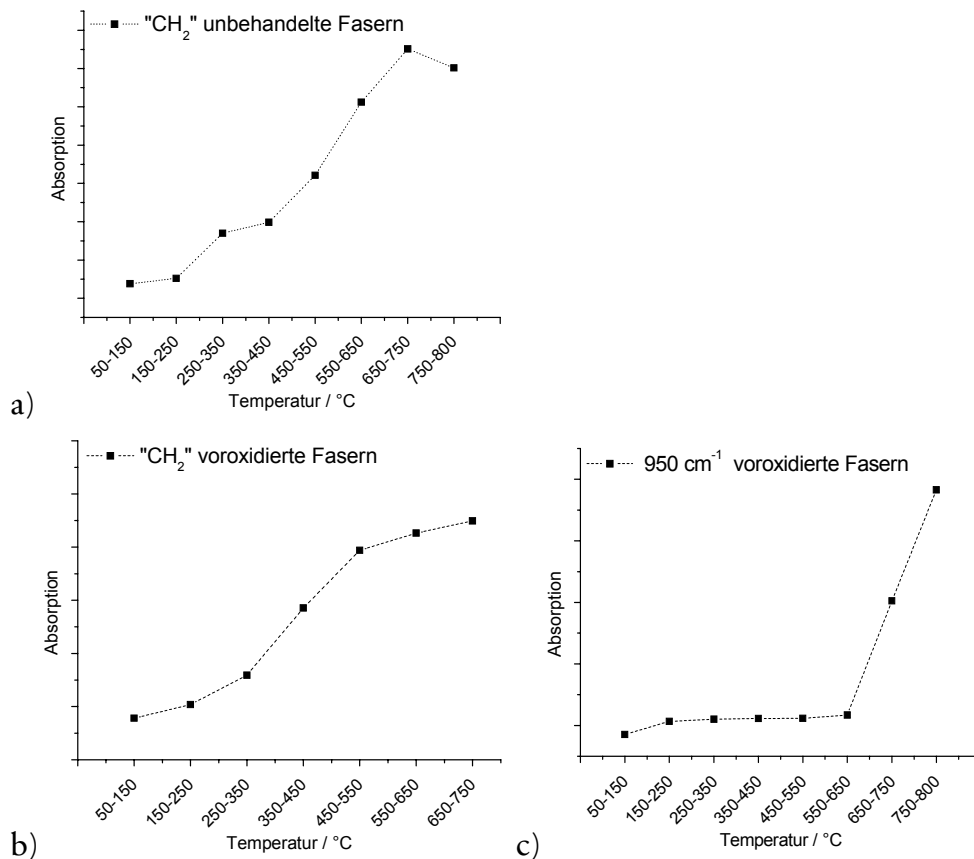 "CH₂" unbehandelte Fasern
Absorption
50-150
150-250
250-350
350-450
450-550
550-650
650-750
750-800
Temperatur / °C
a)
"CH₂" voroxidierte Fasern
Absorption
50-150
150-250
250-350
350-450
450-550
550-650
650-750
Temperatur / °C
b)
950 cm⁻¹ voroxidierte Fasern
Absorption
50-150
150-250
250-350
350-450
450-550
550-650
650-750
750-800
Temperatur / °C
c)